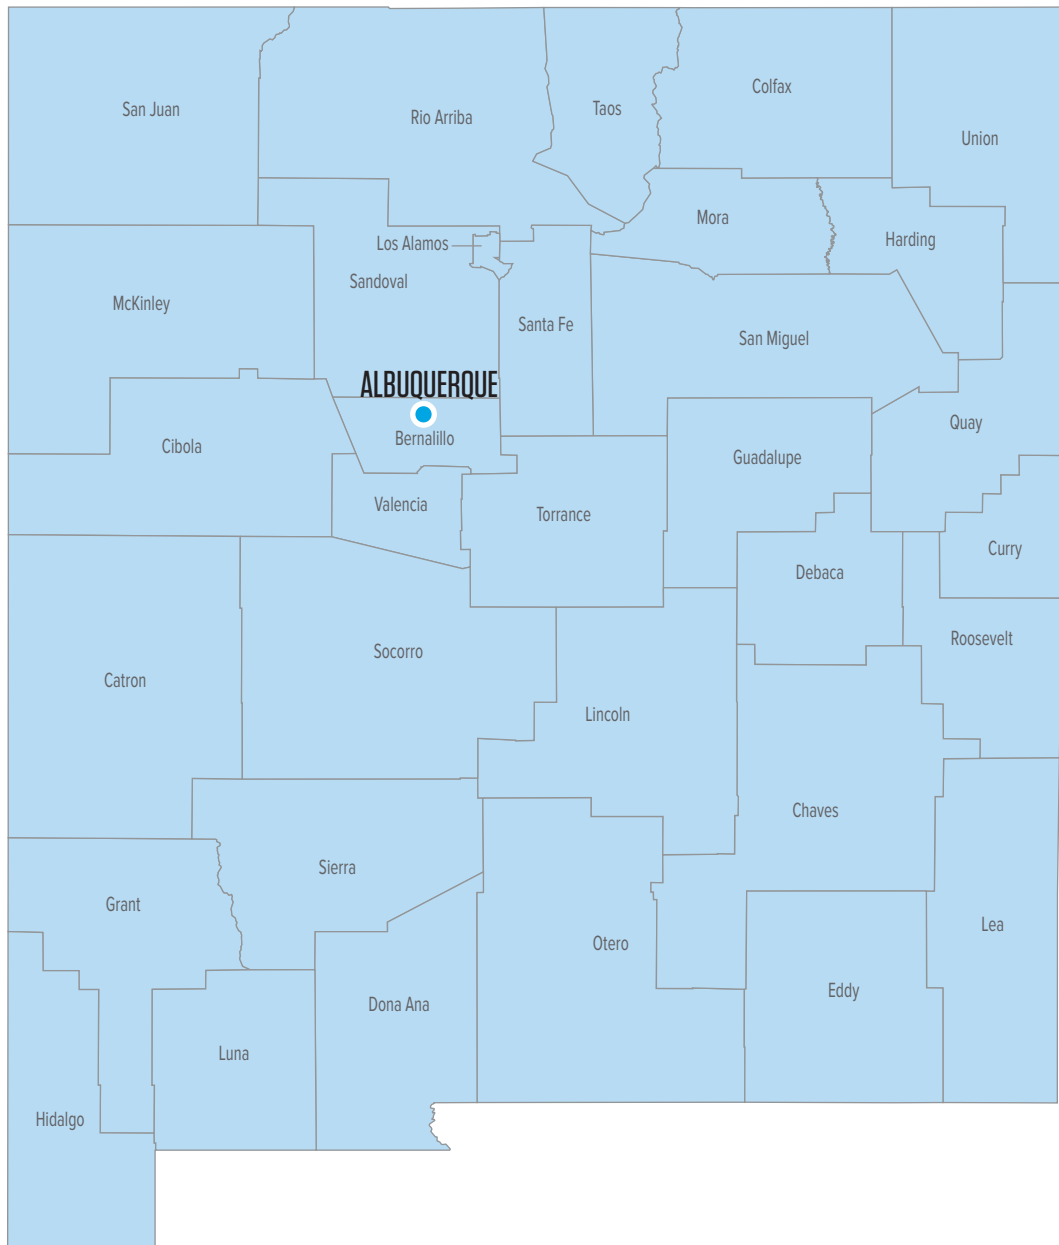 San Juan
Rio Arriba
Taos
Colfax
Union
Mora
Harding
Los Alamos
Sandoval
McKinley
Santa Fe
San Miguel
ALBUQUERQUE
Bernalillo
Cibola
Quay
Guadalupe
Valencia
Torrance
Curry
Debaca
Roosevelt
Socorro
Catron
Lincoln
Chaves
Sierra
Grant
Lea
Otero
Eddy
Dona Ana
Luna
Hidalgo